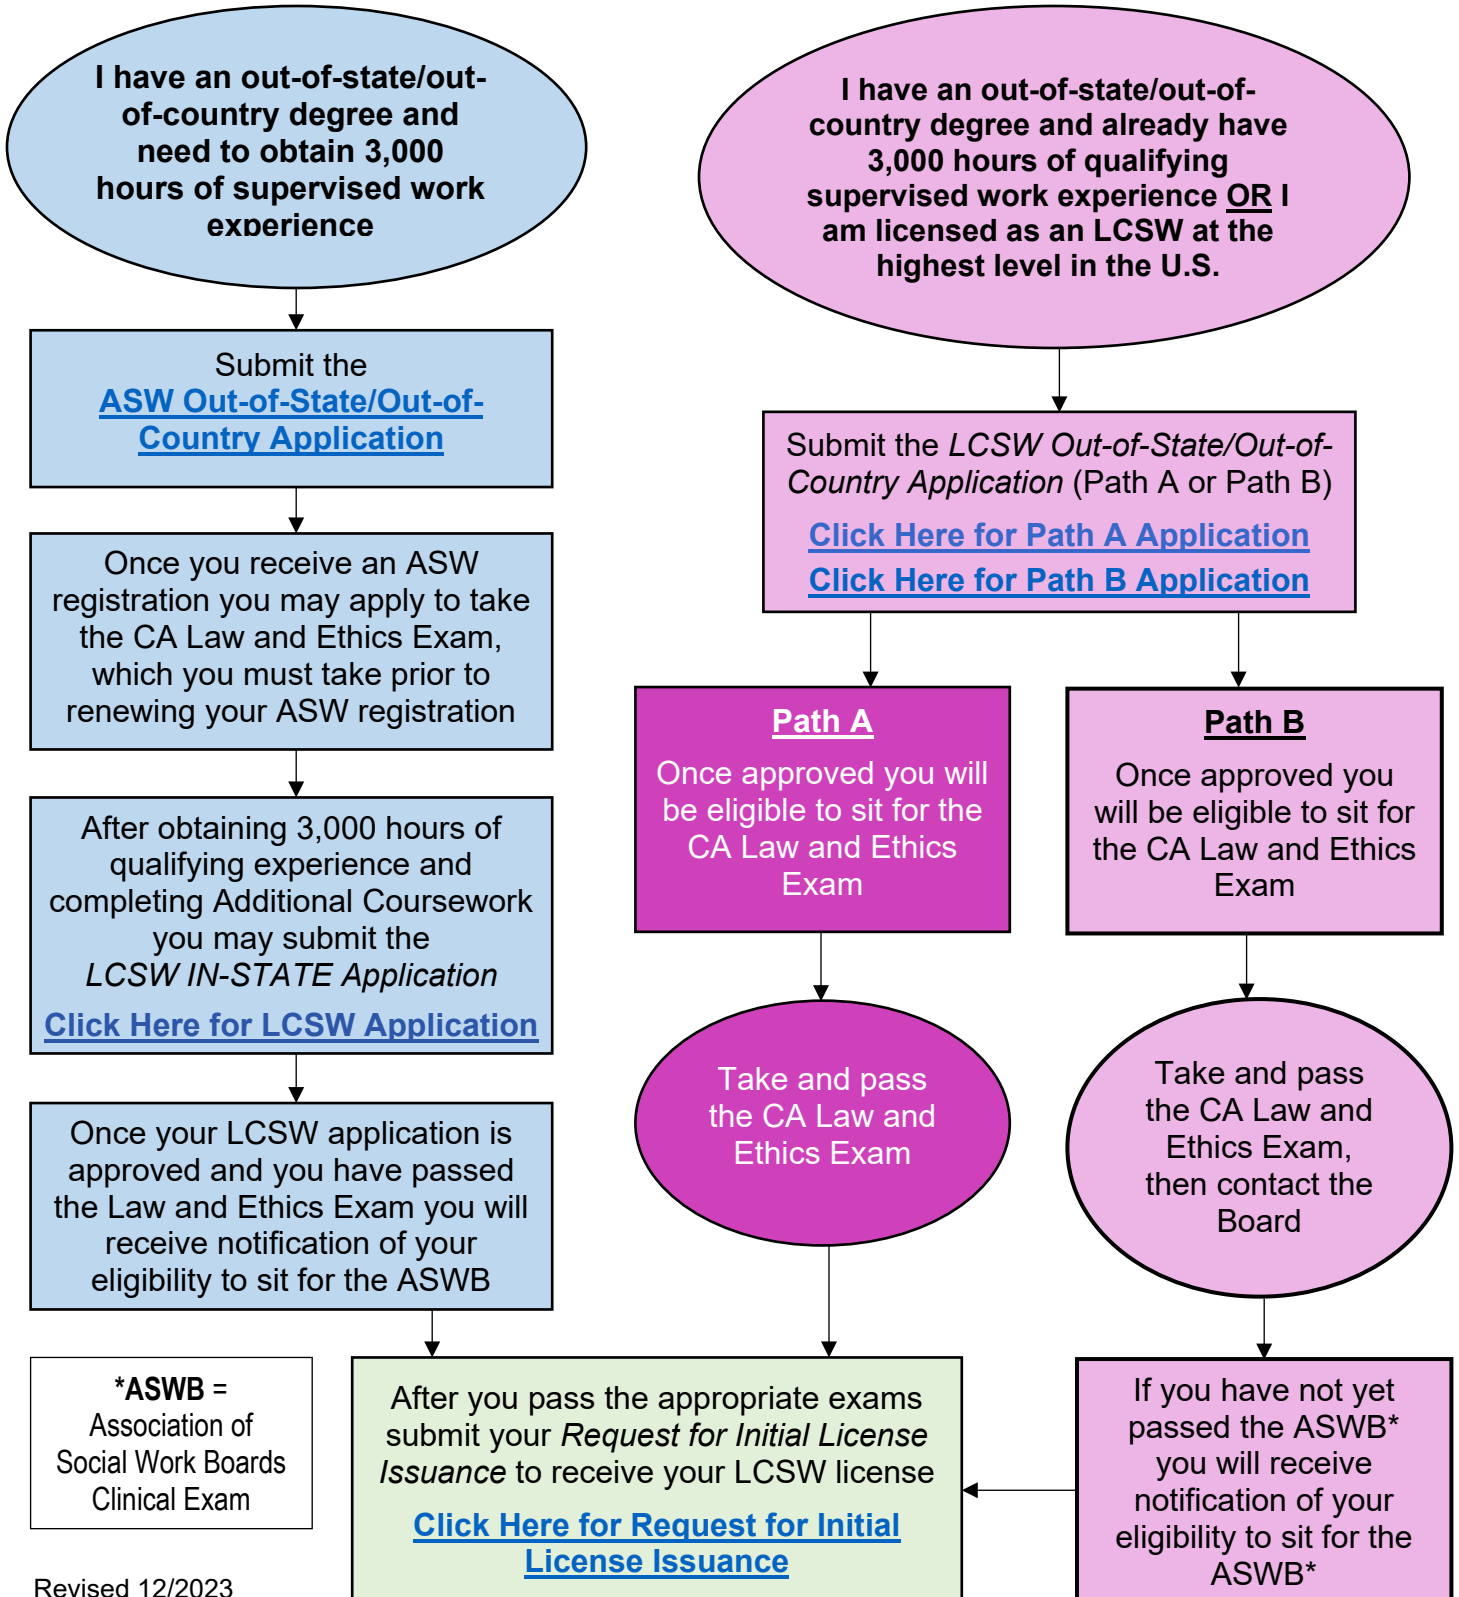 I have an out-of-state/out-
of-country degree and
need to obtain 3,000
hours of supervised work
experience
Submit the
ASW Out-of-State/Out-of-
Country Application
Once you receive an ASW
registration you may apply to take
the CA Law and Ethics Exam,
which you must take prior to
renewing your ASW registration
After obtaining 3,000 hours of
qualifying experience and
completing Additional Coursework
you may submit the
LCSW IN-STATE Application
Click Here for LCSW Application
Once your LCSW application is
approved and you have passed
the Law and Ethics Exam you will
receive notification of your
eligibility to sit for the ASWB
I have an out-of-state/out-of-
country degree and already have
3,000 hours of qualifying
supervised work experience OR I
am licensed as an LCSW at the
highest level in the U.S.
Submit the LCSW Out-of-State/Out-of-
Country Application (Path A or Path B)
Click Here for Path A Application
Click Here for Path B Application
Path A
Once approved you will
be eligible to sit for the
CA Law and Ethics
Exam
Take and pass
the CA Law and
Ethics Exam
Path B
Once approved you
will be eligible to sit for
the CA Law and Ethics
Exam
Take and pass
the CA Law and
Ethics Exam,
then contact the
Board
If you have not yet
passed the ASWB*
you will receive
notification of your
eligibility to sit for the
ASWB*
After you pass the appropriate exams
submit your Request for Initial License
Issuance to receive your LCSW license
Click Here for Request for Initial
License Issuance
*ASWB =
Association of
Social Work Boards
Clinical Exam
Revised 12/2023